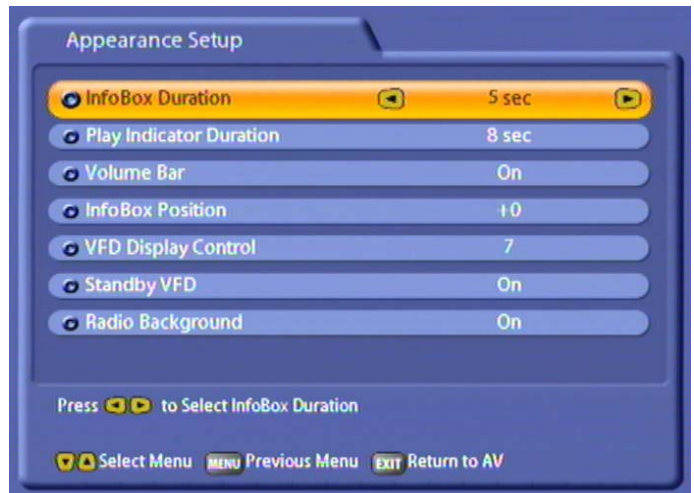 Appearance Setup
InfoBox Duration 5 sec
Play Indicator Duration 8 sec
Volume Bar On
InfoBox Position +0
VFD Display Control 7
Standby VFD On
Radio Background On
Press to Select InfoBox Duration
Select Menu MENU Previous Menu EXIT Return to AV